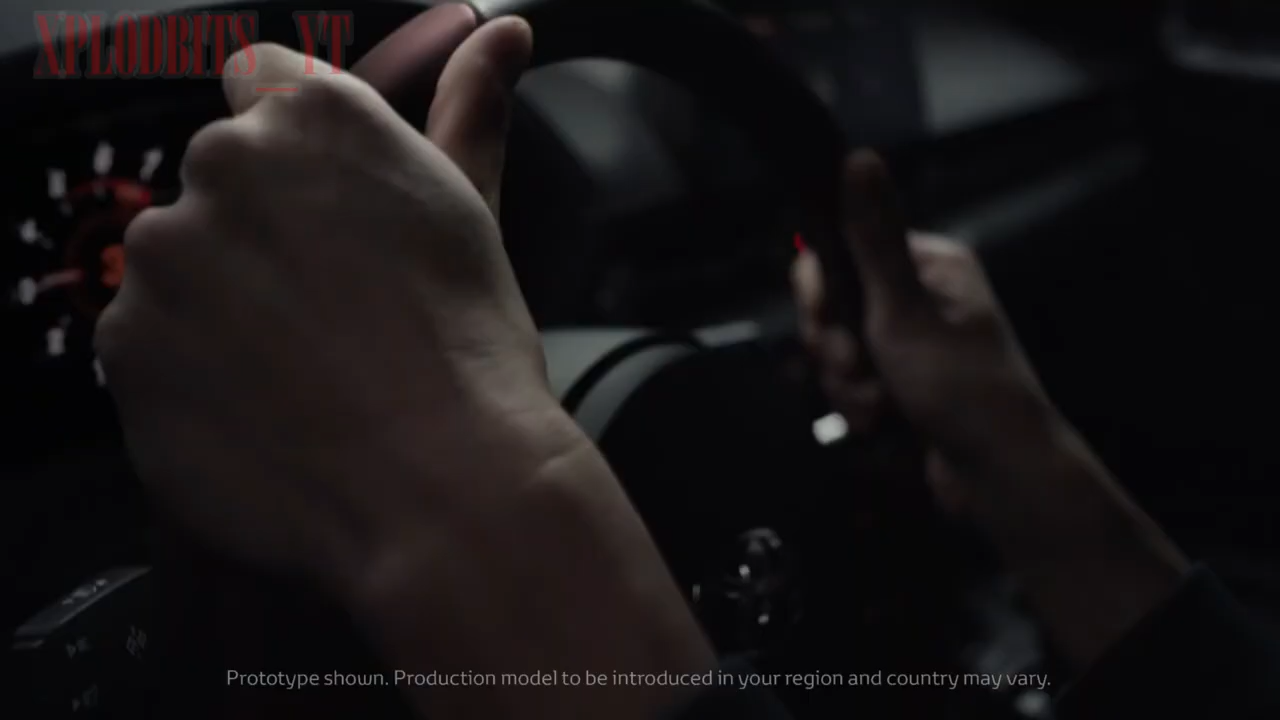 XPLODBITS_YT
Prototype shown. Production model to be introduced in your region and country may vary.